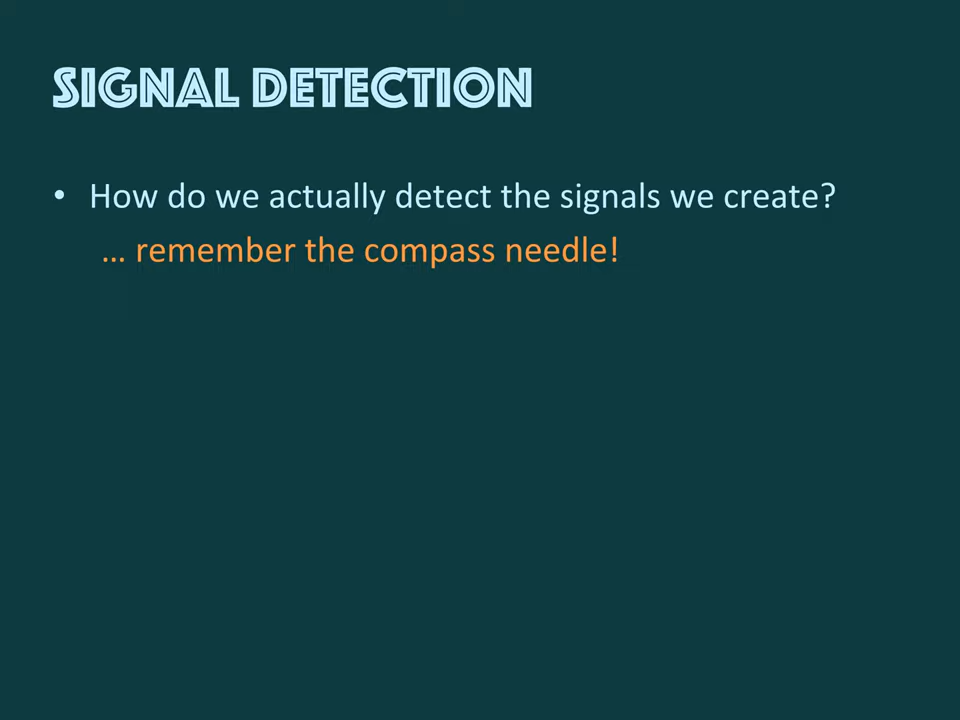 SIGNAL DETECTION
• How do we actually detect the signals we create?
... remember the compass needle!